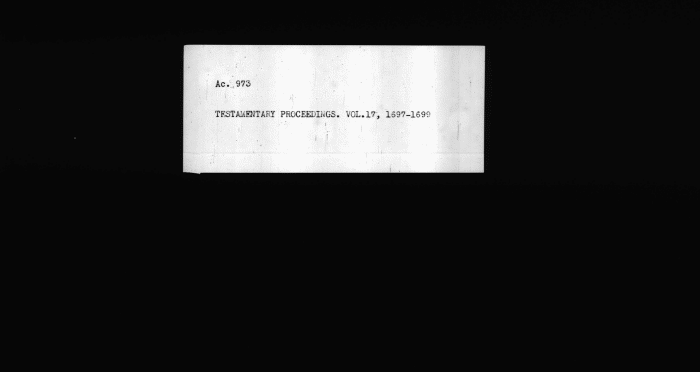 Ac. 973
TESTAMENTARY PROCEEDINGS. VOL.17, 1697-1699